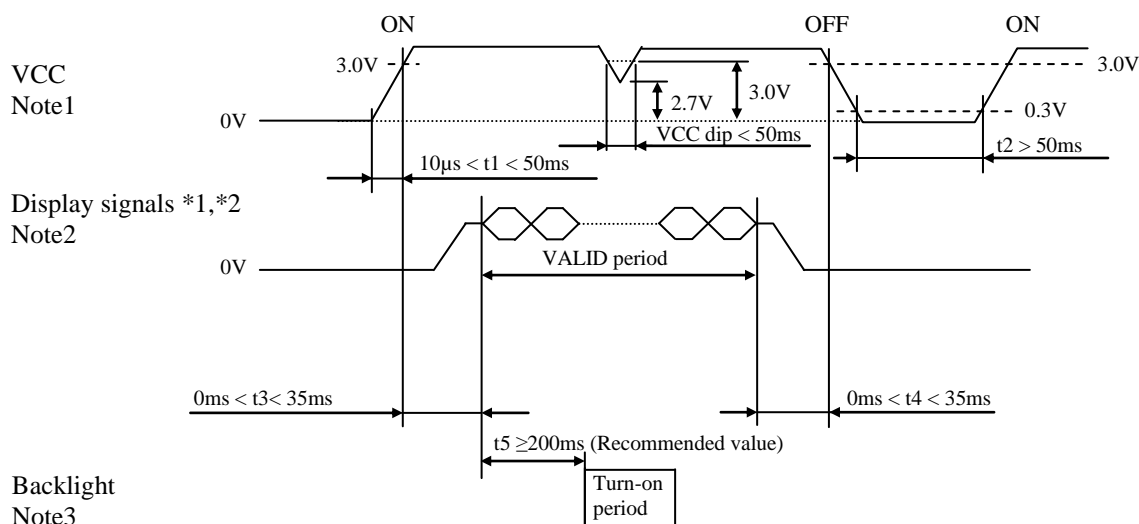 ON OFF ON
VCC
Note1
3.0V
3.0V
2.7V
3.0V
0.3V
0V
VCC dip < 50ms
t2 > 50ms
10µs < t1 < 50ms
Display signals *1,*2
Note2
0V
VALID period
0ms < t3< 35ms
0ms < t4 < 35ms
t5 ≥200ms (Recommended value)
Backlight
Note3
Turn-on
period